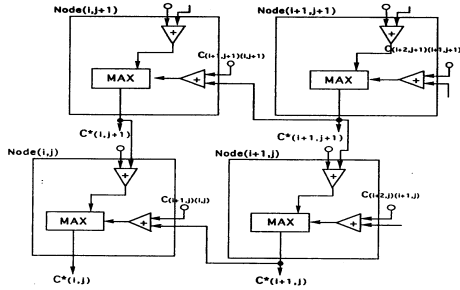 Node(i,j+1)
Node(i+1,j+1)
+
+
C(i+1,j+1)(i,j+1)
C(i+2,j+1)(i+1,j+1)
MAX
+
MAX
+
C*(i,j+1)
C*(i+1,j+1)
Node(i,j)
Node(i+1,j)
+
+
C(i+1,j)(i,j)
C(i+2,j)(i+1,j)
MAX
+
MAX
+
C*(i,j)
C*(i+1,j)